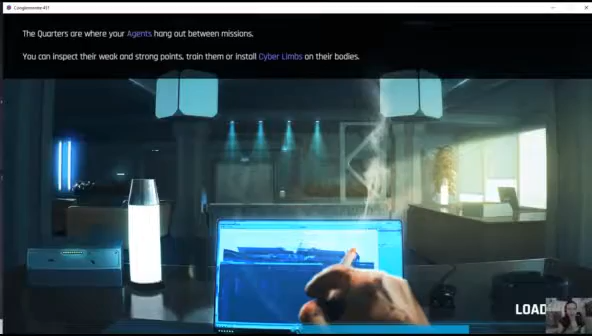 Conglomerate 451
The Quarters are where your Agents hang out between missions.
You can inspect their weak and strong points, train them or install Cyber Limbs on their bodies.
LOAD